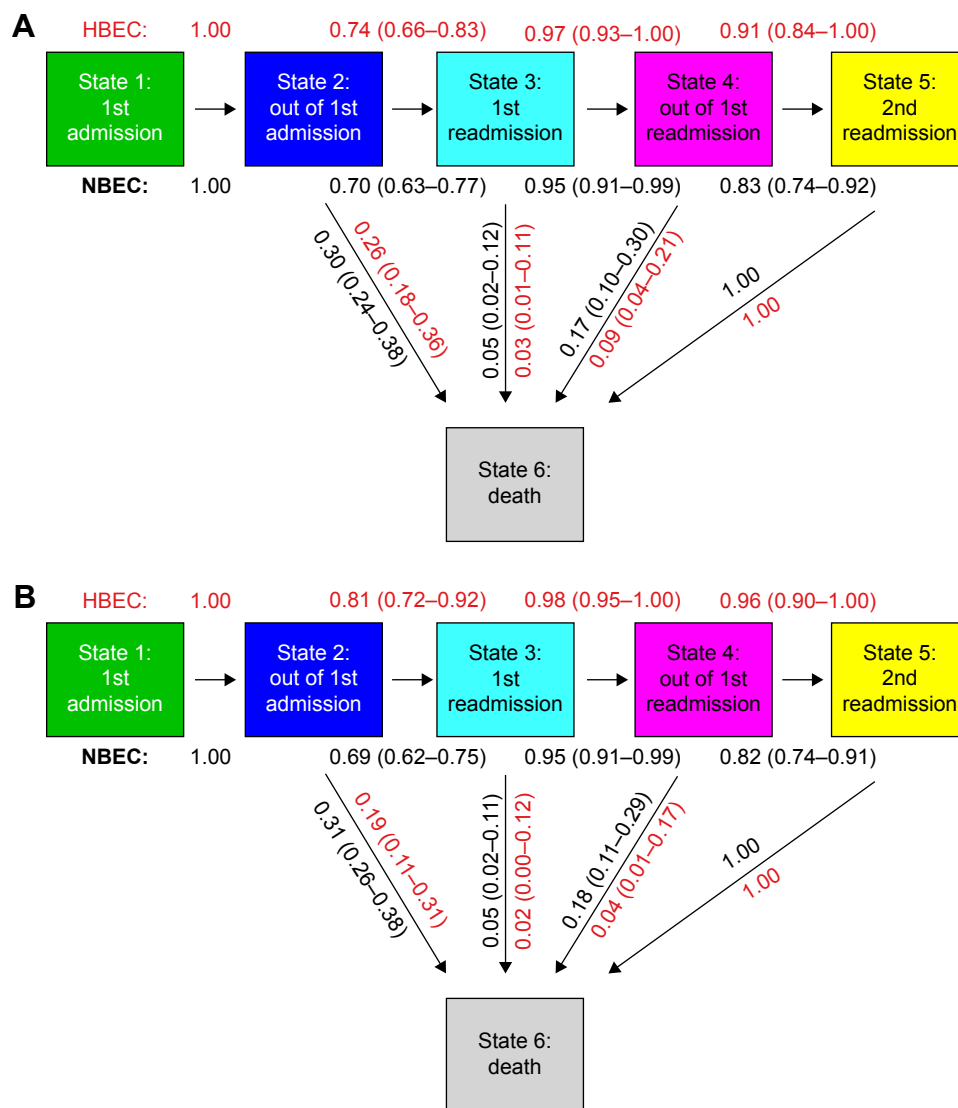 A
HBEC: 1.00 0.74 (0.66–0.83) 0.97 (0.93–1.00) 0.91 (0.84–1.00)
State 1:
1st
admission
State 2:
out of 1st
admission
State 3:
1st
readmission
State 4:
out of 1st
readmission
State 5:
2nd
readmission
NBEC: 1.00 0.70 (0.63–0.77) 0.95 (0.91–0.99) 0.83 (0.74–0.92)
0.26 (0.18–0.36)
0.30 (0.24–0.38)
0.05 (0.02–0.12)
0.03 (0.01–0.11)
0.17 (0.10–0.30)
0.09 (0.04–0.21)
1.00
1.00
State 6:
death
B
HBEC: 1.00 0.81 (0.72–0.92) 0.98 (0.95–1.00) 0.96 (0.90–1.00)
State 1:
1st
admission
State 2:
out of 1st
admission
State 3:
1st
readmission
State 4:
out of 1st
readmission
State 5:
2nd
readmission
NBEC: 1.00 0.69 (0.62–0.75) 0.95 (0.91–0.99) 0.82 (0.74–0.91)
0.19 (0.11–0.31)
0.31 (0.26–0.38)
0.05 (0.02–0.11)
0.02 (0.00–0.12)
0.18 (0.11–0.29)
0.04 (0.01–0.17)
1.00
1.00
State 6:
death